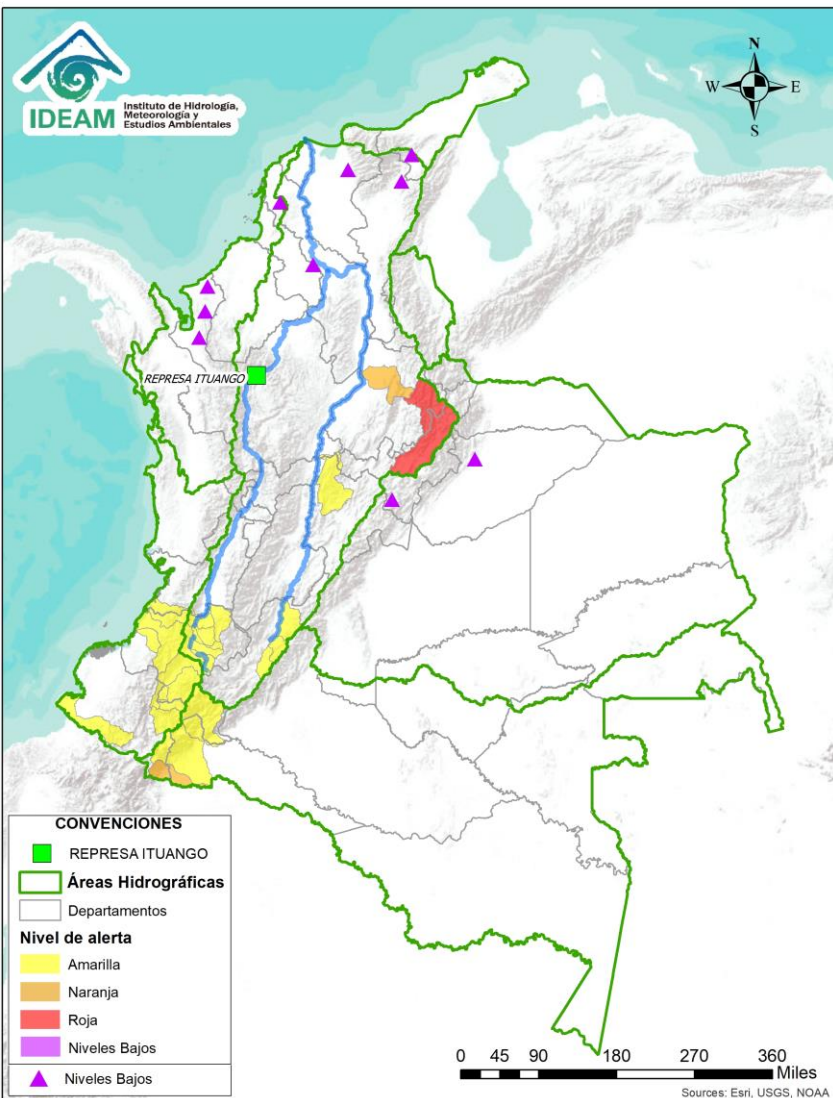 IDEAM
Instituto de Hidrología,
Meteorología y
Estudios Ambientales
N
W
E
S
REPRESA ITUANGO
CONVENCIONES
REPRESA ITUANGO
Áreas Hidrográficas
Departamentos
Nivel de alerta
Amarilla
Naranja
Roja
Niveles Bajos
Niveles Bajos
0 45 90 180 270 360
Miles
Sources: Esri, USGS, NOAA